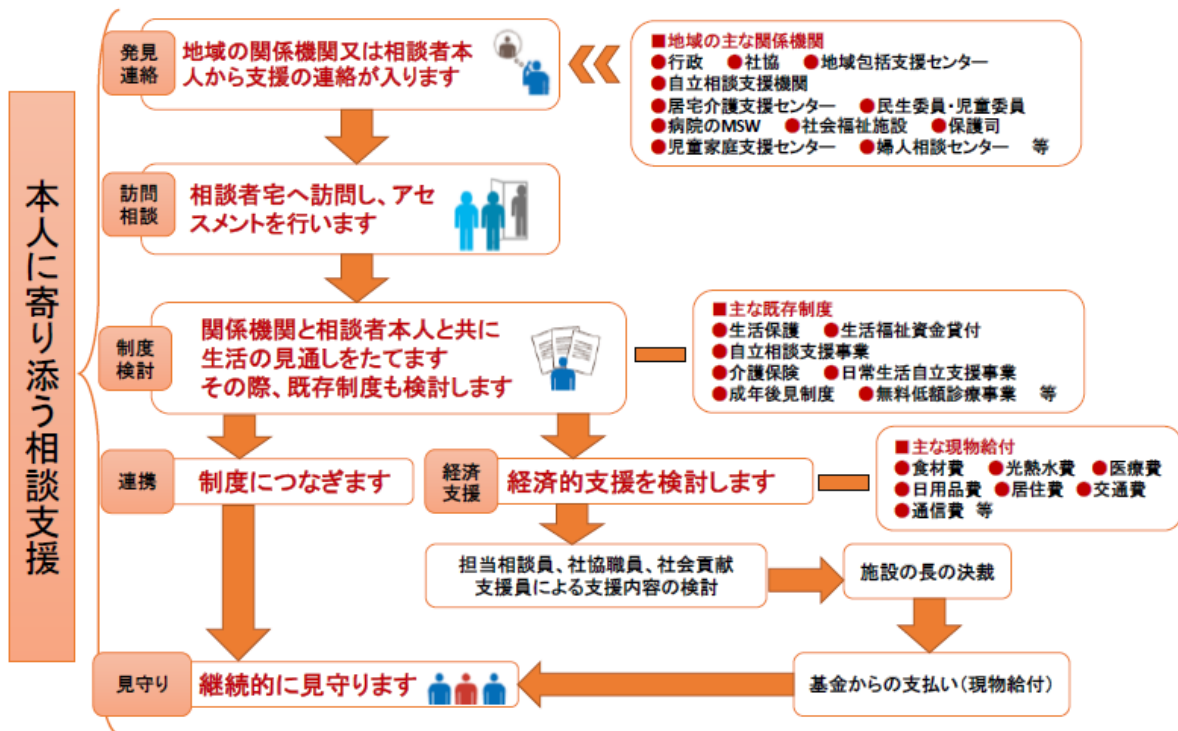 本人に寄り添う相談支援
発見
連絡
地域の関係機関又は相談者本
人から支援の連絡が入ります
■地域の主な関係機関
●行政 ●社協 ●地域包括支援センター
●自立相談支援機関
●居宅介護支援センター ●民生委員・児童委員
●病院のMSW ●社会福祉施設 ●保護司
●児童家庭支援センター ●婦人相談センター 等
訪問
相談
相談者宅へ訪問し、アセ
スメントを行います
制度
検討
関係機関と相談者本人と共に
生活の見通しをたてます
その際、既存制度も検討します
■主な既存制度
●生活保護 ●生活福祉資金貸付
●自立相談支援事業
●介護保険 ●日常生活自立支援事業
●成年後見制度 ●無料低額診療事業 等
連携
制度につなぎます
経済
支援
経済的支援を検討します
■主な現物給付
●食材費 ●光熱水費 ●医療費
●日用品費 ●居住費 ●交通費
●通信費 等
担当相談員、社協職員、社会貢献
支援員による支援内容の検討
施設の長の決裁
見守り
継続的に見守ります
基金からの支払い(現物給付)